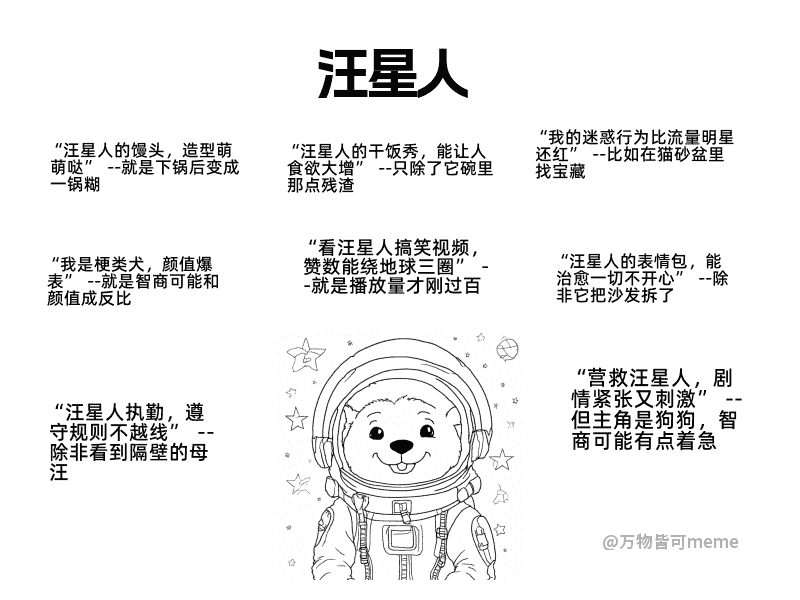 汪星人
“汪星人的馒头，造型萌
萌哒” --就是下锅后变成
一锅糊
“汪星人的干饭秀，能让人
食欲大增” --只除了它碗里
那点残渣
“我的迷惑行为比流量明星
还红” --比如在猫砂盆里
找宝藏
“我是梗类犬，颜值爆
表” --就是智商可能和
颜值成反比
“看汪星人搞笑视频，
赞数能绕地球三圈” -
-就是播放量才刚过百
“汪星人的表情包，能
治愈一切不开心” --除
非它把沙发拆了
“汪星人执勤，遵
守规则不越线” --
除非看到隔壁的母
汪
“营救汪星人，剧
情紧张又刺激” --
但主角是狗狗，智
商可能有点着急
@万物皆可meme